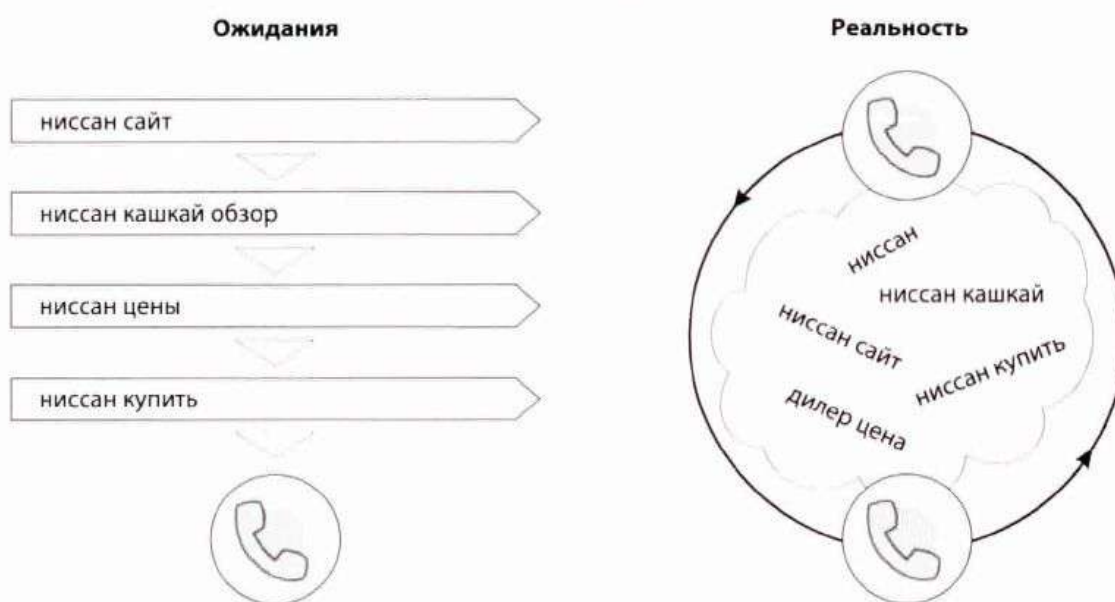 Ожидания
ниссан сайт
ниссан кашкай обзор
ниссан цены
ниссан купить
Реальность
ниссан
ниссан кашкай
ниссан сайт
ниссан купить
дилер цена